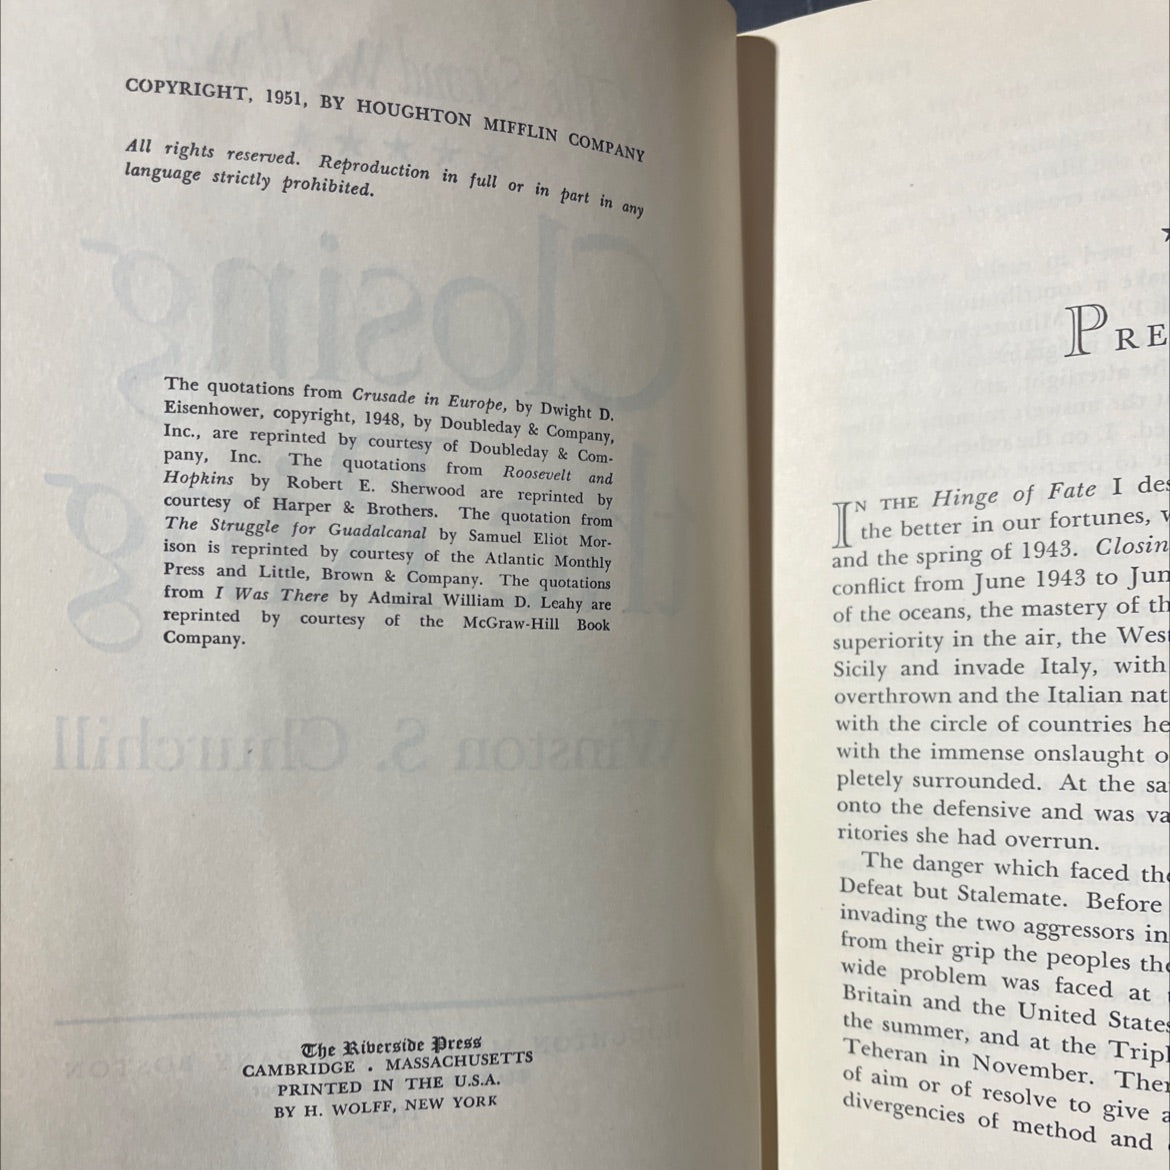 COPYRIGHT, 1951, BY HOUGHTON MIFFLIN COMPANY
All rights reserved. Reproduction in full or in part in any
language strictly prohibited.
The quotations from Crusade in Europe, by Dwight D.
Eisenhower, copyright, 1948, by Doubleday & Company,
Inc., are reprinted by courtesy of Doubleday & Com-
pany, Inc. The quotations from Roosevelt and
Hopkins by Robert E. Sherwood are reprinted by
courtesy of Harper & Brothers. The quotation from
The Struggle for Guadalcanal by Samuel Eliot Mor-
ison is reprinted by courtesy of the Atlantic Monthly
Press and Little, Brown & Company. The quotations
from I Was There by Admiral William D. Leahy are
reprinted by courtesy of the McGraw-Hill Book
Company.
The Riverside Press
CAMBRIDGE • MASSACHUSETTS
PRINTED IN THE U.S.A.
BY H. WOLFF, NEW YORK
PRE
IN THE Hinge of Fate I des
the better in our fortunes,
and the spring of 1943. Closin
conflict from June 1943 to Jun
of the oceans, the mastery of th
superiority in the air, the Wes
Sicily and invade Italy, with
overthrown and the Italian nat
with the circle of countries he
with the immense onslaught o
pletely surrounded. At the sa
onto the defensive and was va
ritories she had overrun.
The danger which faced the
Defeat but Stalemate. Before
invading the two aggressors in
from their grip the peoples the
wide problem was faced at
Britain and the United States
the summer, and at the Tripl
Teheran in November. Ther
of aim or of resolve to give a
divergencies of method and